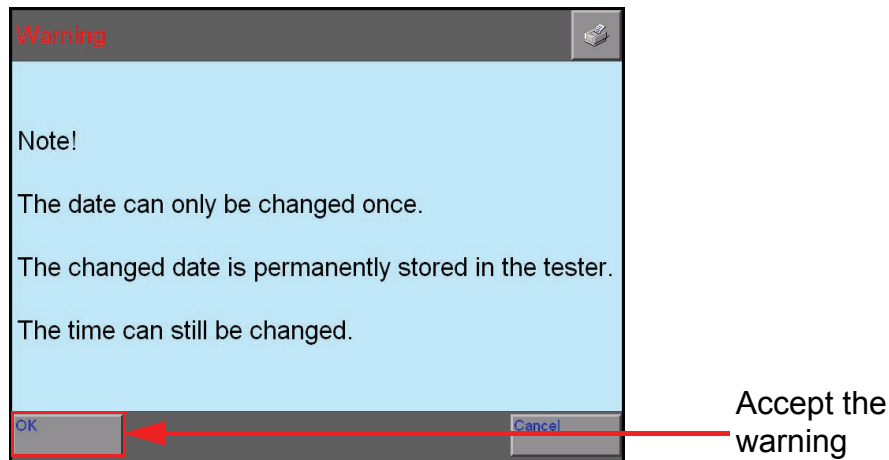 Warning
Note!
The date can only be changed once.
The changed date is permanently stored in the tester.
The time can still be changed.
OK
Cancel
Accept the
warning